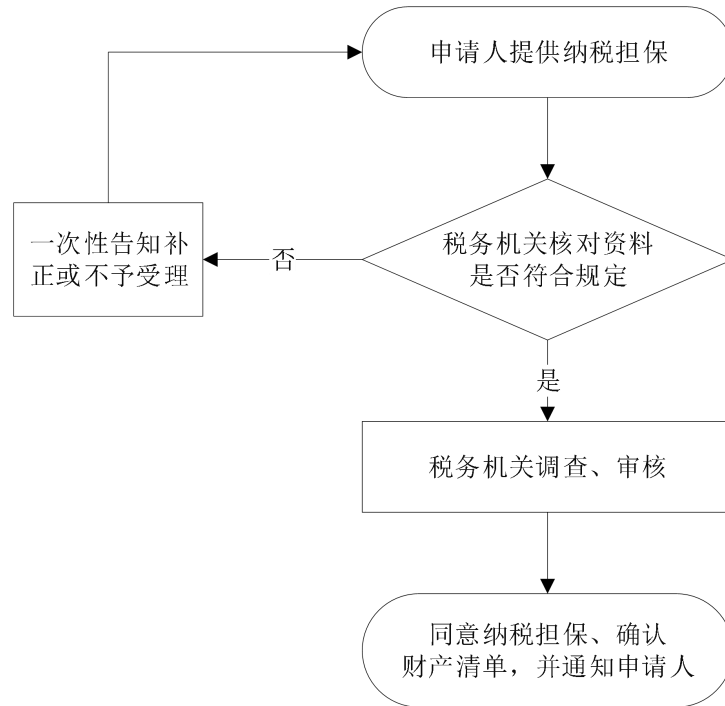 申请人提供纳税担保
税务机关核对资料
是否符合规定
否
一次性告知补
正或不予受理
是
税务机关调查、审核
同意纳税担保、确认
财产清单，并通知申请人